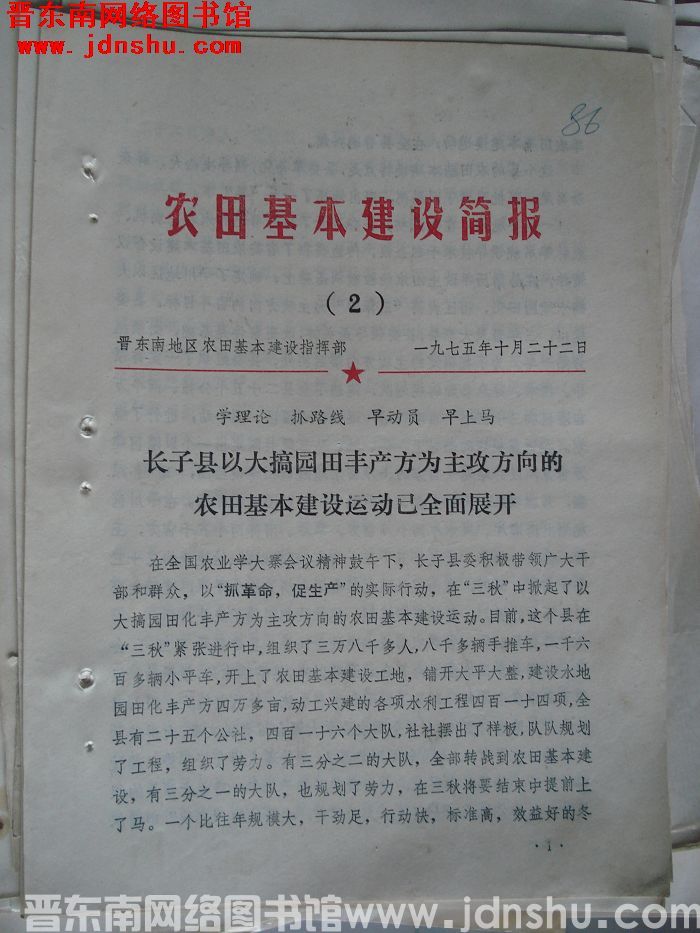 晋东南网络图书馆
www.jdnshu.com
86
农田基本建设简报
（2）
晋东南地区农田基本建设指挥部 一九七五年十月二十二日
学理论 抓路线 早动员 早上马
长子县以大搞园田丰产方为主攻方向的
农田基本建设运动已全面展开
在全国农业学大寨会议精神鼓午下，长子县委积极带领广大干
部和群众，以“抓革命，促生产”的实际行动，在“三秋”中掀起了以
大搞园田化丰产方为主攻方向的农田基本建设运动。目前，这个县在
“三秋”紧张进行中，组织了三万八千多人，八千多辆手推车，一千六
百多辆小平车，开上了农田基本建设工地，铺开大平大整，建设水地
园田化丰产方四万多亩，动工兴建的各项水利工程四百一十四项，全
县有二十五个公社，四百一十六个大队，社社摆出了样板，队队规划
了工程，组织了劳力。有三分之二的大队，全部转战到农田基本建
设，有三分之一的大队，也规划了劳力，在三秋将要结束中提前上
了马。一个比往年规模大，干劲足，行动快，标准高，效益好的冬
·1·
晋东南网络图书馆www.jdnshu.com